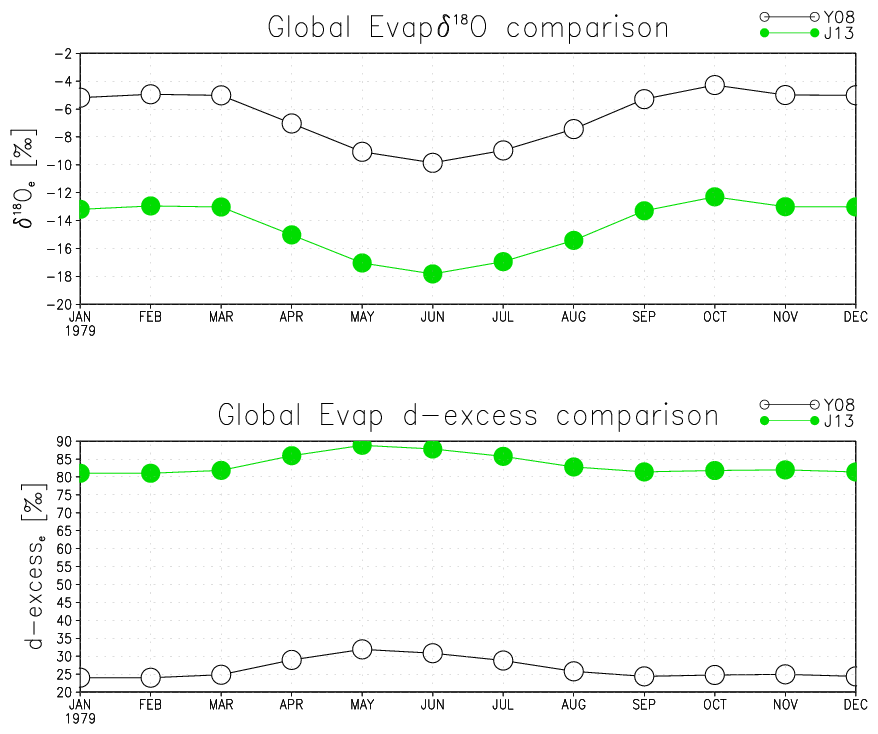 Global Evapδ¹⁸O comparison
Y08
J13
δ¹⁸Oₑ [‰]
−2
−4
−6
−8
−10
−12
−14
−16
−18
−20
JAN FEB MAR APR MAY JUN JUL AUG SEP OCT NOV DEC
1979
Global Evap d−excess comparison
Y08
J13
d−excessₑ [‰]
90
85
80
75
70
65
60
55
50
45
40
35
30
25
20
JAN FEB MAR APR MAY JUN JUL AUG SEP OCT NOV DEC
1979